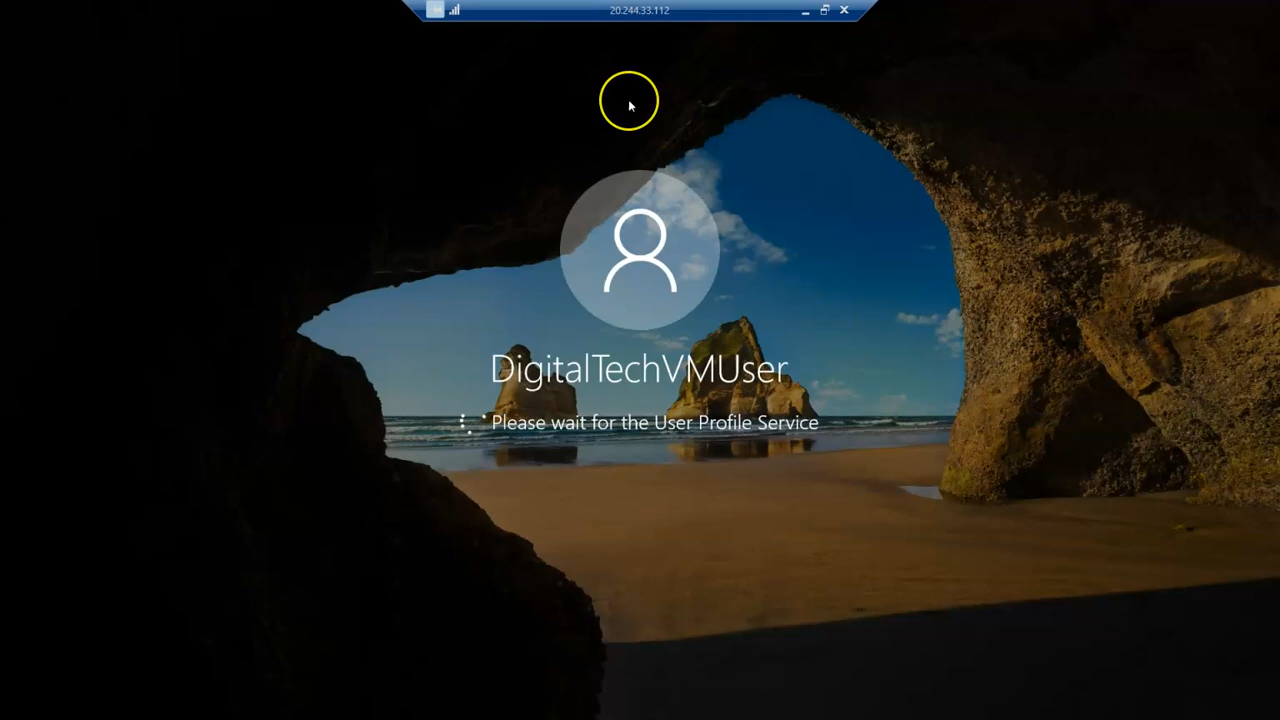 20.244.33.112
DigitalTechVMUser
Please wait for the User Profile Service